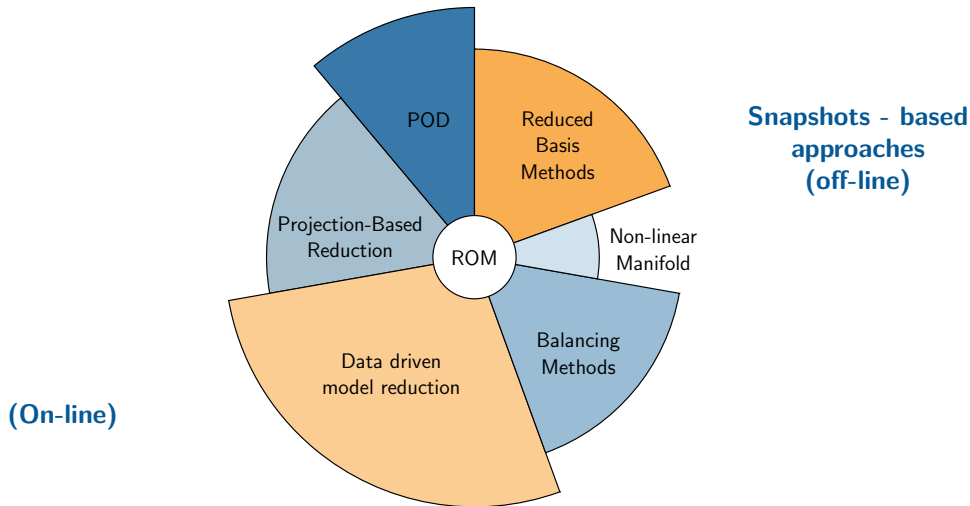 POD
Reduced
Basis
Methods
Snapshots - based
approaches
(off-line)
Projection-Based
Reduction
ROM
Non-linear
Manifold
Balancing
Methods
Data driven
model reduction
(On-line)